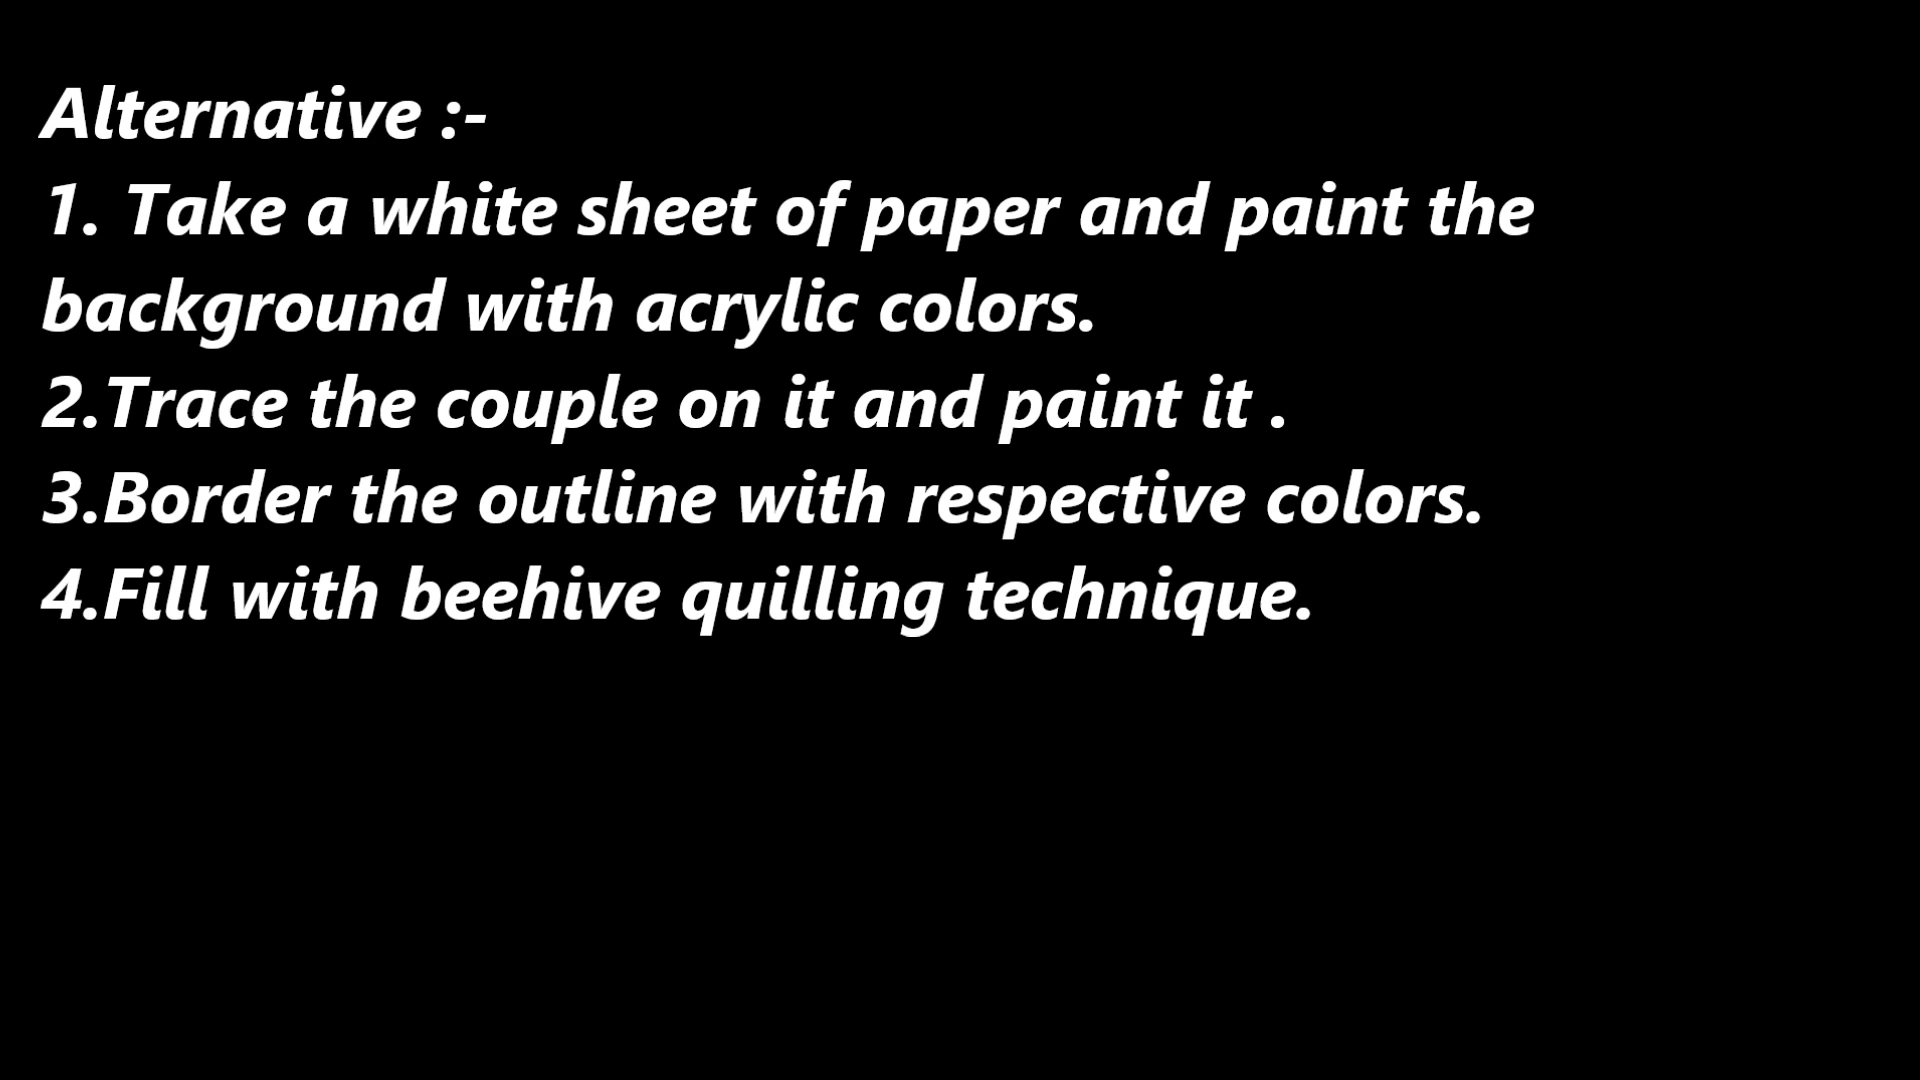 Alternative :-
1. Take a white sheet of paper and paint the
background with acrylic colors.
2.Trace the couple on it and paint it .
3.Border the outline with respective colors.
4.Fill with beehive quilling technique.